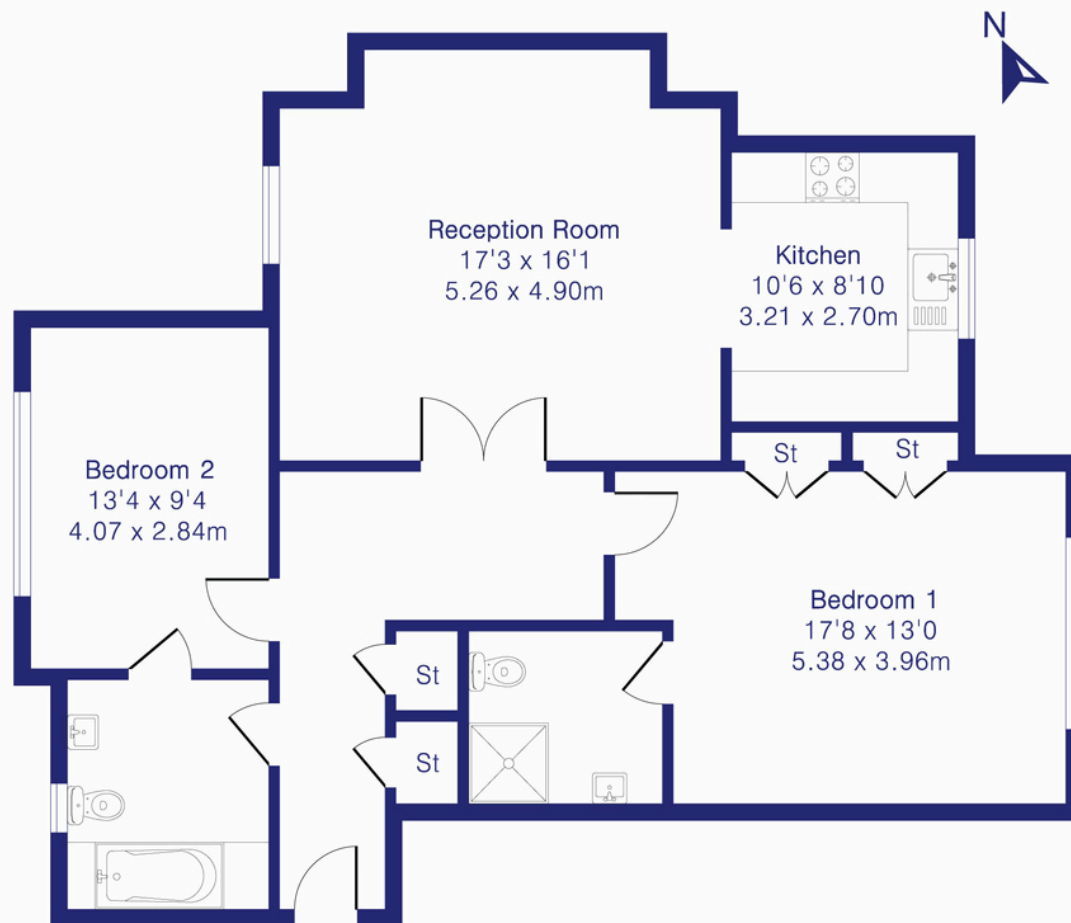 N
Reception Room
17'3 x 16'1
5.26 x 4.90m
Kitchen
10'6 x 8'10
3.21 x 2.70m
St
St
Bedroom 2
13'4 x 9'4
4.07 x 2.84m
Bedroom 1
17'8 x 13'0
5.38 x 3.96m
St
St